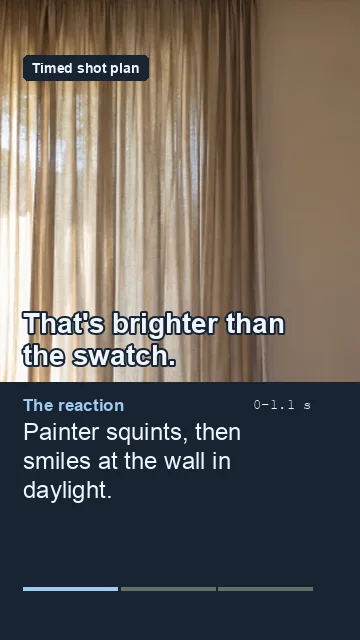 Timed shot plan
That's brighter than
the swatch.
The reaction
0–1.1 s
Painter squints, then
smiles at the wall in
daylight.